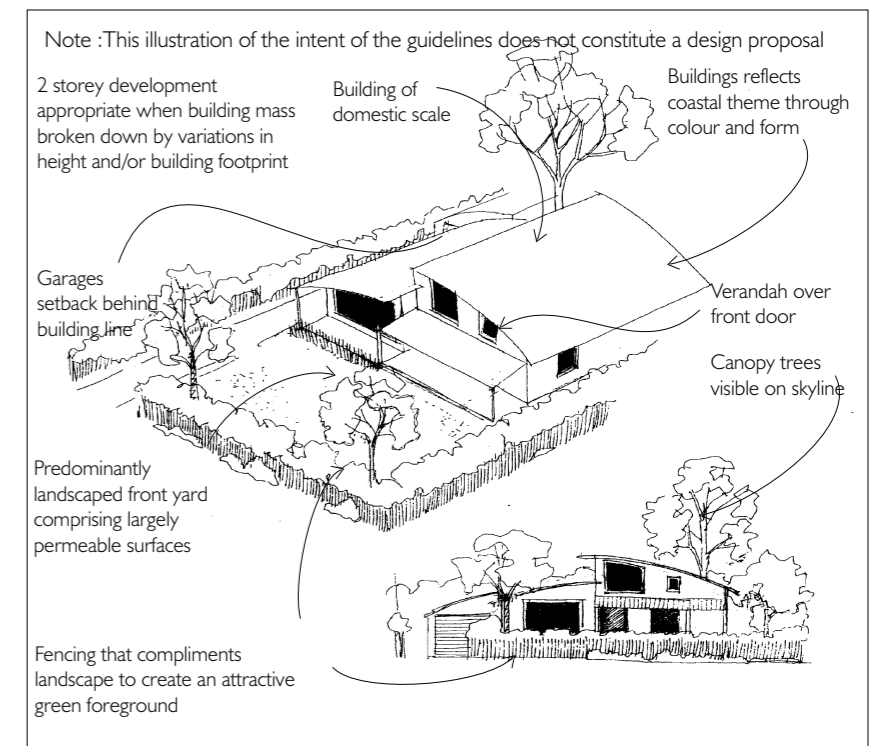 Note :This illustration of the intent of the guidelines does not constitute a design proposal
2 storey development
appropriate when building mass
broken down by variations in
height and/or building footprint
Building of
domestic scale
Buildings reflects
coastal theme through
colour and form
Garages
setback behind
building line
Verandah over
front door
Canopy trees
visible on skyline
Predominantly
landscaped front yard
comprising largely
permeable surfaces
Fencing that compliments
landscape to create an attractive
green foreground